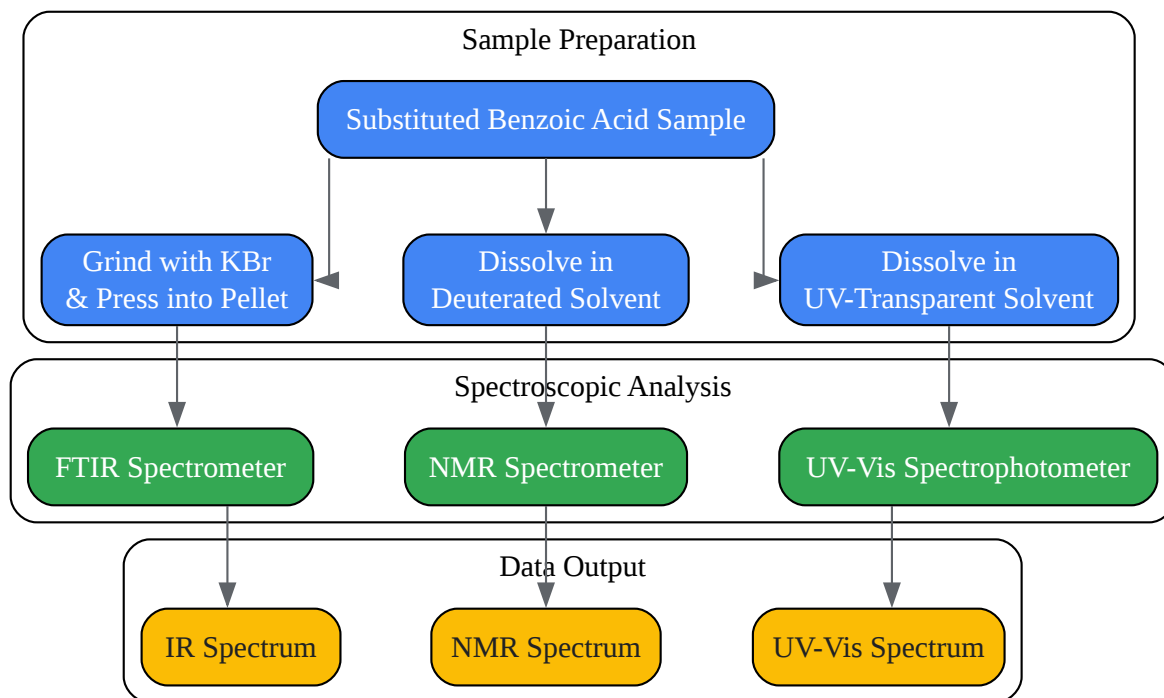 Sample Preparation
Substituted Benzoic Acid Sample
Grind with KBr
& Press into Pellet
Dissolve in
Deuterated Solvent
Dissolve in
UV-Transparent Solvent
Spectroscopic Analysis
FTIR Spectrometer
NMR Spectrometer
UV-Vis Spectrophotometer
Data Output
IR Spectrum
NMR Spectrum
UV-Vis Spectrum